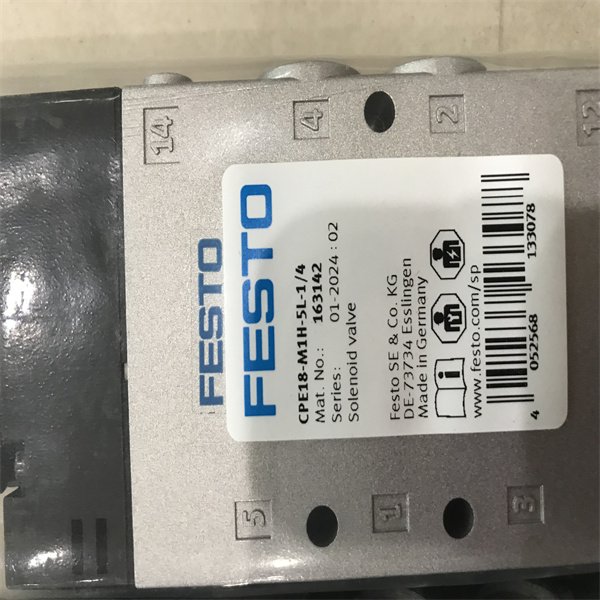 14
4
2
12
FESTO
FESTO
CPE18-M1H-5L-1/4
Mat. No.: 163142
Series: 01-2024 : 02
Solenoid valve
Festo SE & Co. KG
DE-73734 Esslingen
Made in Germany
www.festo.com/sp
4 052568 133078
5
1
3